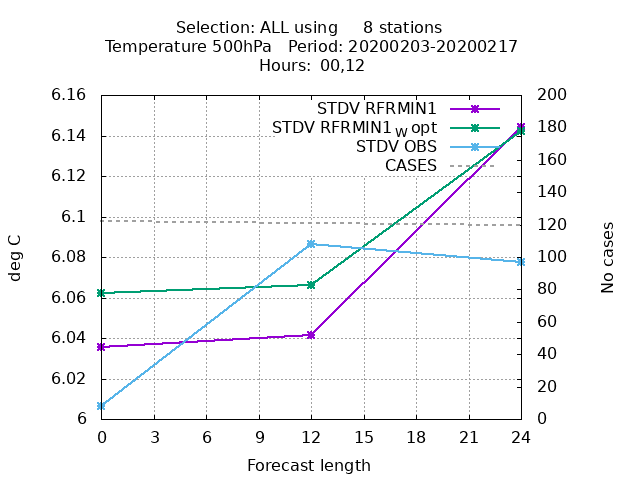 Selection: ALL using 8 stations
Temperature 500hPa Period: 20200203-20200217
Hours: 00,12
STDV RFRMIN1
STDV RFRMIN1 w opt
STDV OBS
CASES
6.16
6.14
6.12
6.1
6.08
6.06
6.04
6.02
6
deg C
200
180
160
140
120
100
80
60
40
20
0
No cases
0 3 6 9 12 15 18 21 24
Forecast length